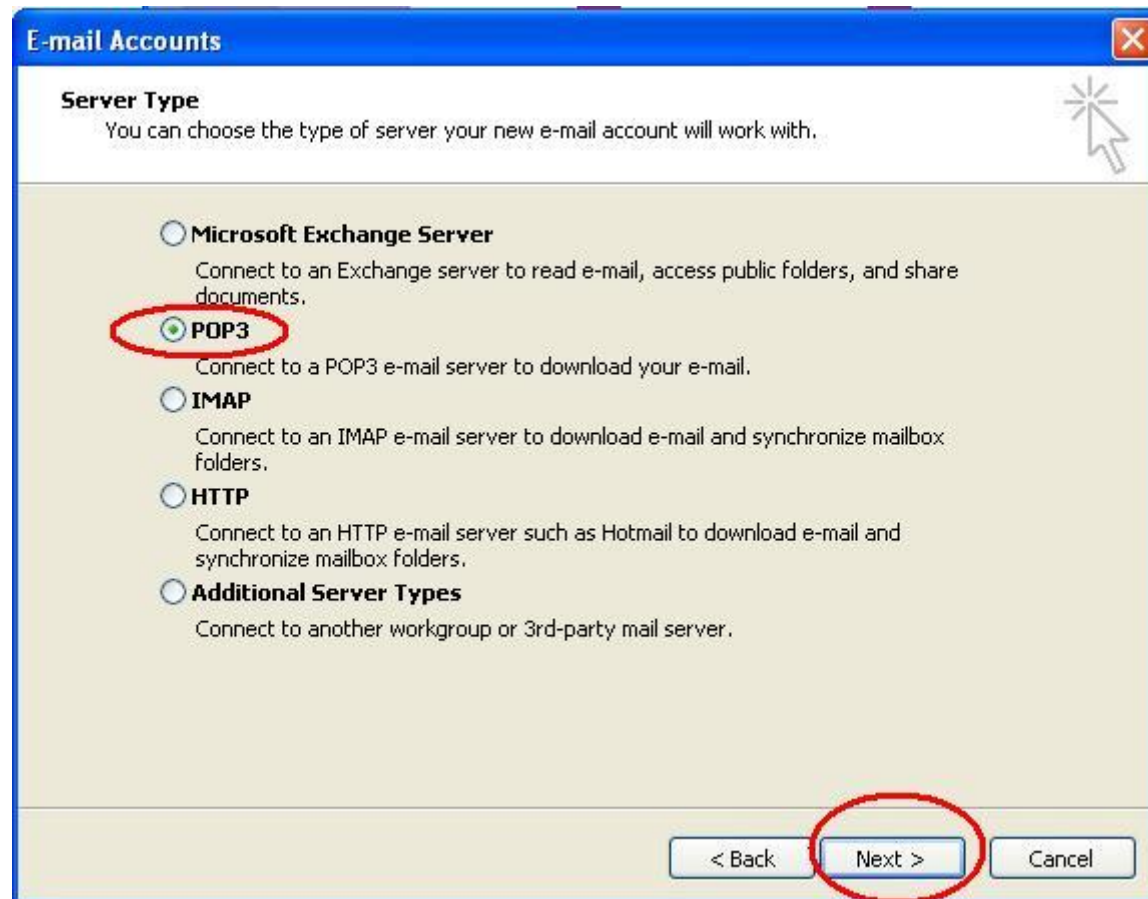 E-mail Accounts
Server Type
You can choose the type of server your new e-mail account will work with.
Microsoft Exchange Server
Connect to an Exchange server to read e-mail, access public folders, and share
documents.
POP3
Connect to a POP3 e-mail server to download your e-mail.
IMAP
Connect to an IMAP e-mail server to download e-mail and synchronize mailbox
folders.
HTTP
Connect to an HTTP e-mail server such as Hotmail to download e-mail and
synchronize mailbox folders.
Additional Server Types
Connect to another workgroup or 3rd-party mail server.
< Back Next > Cancel